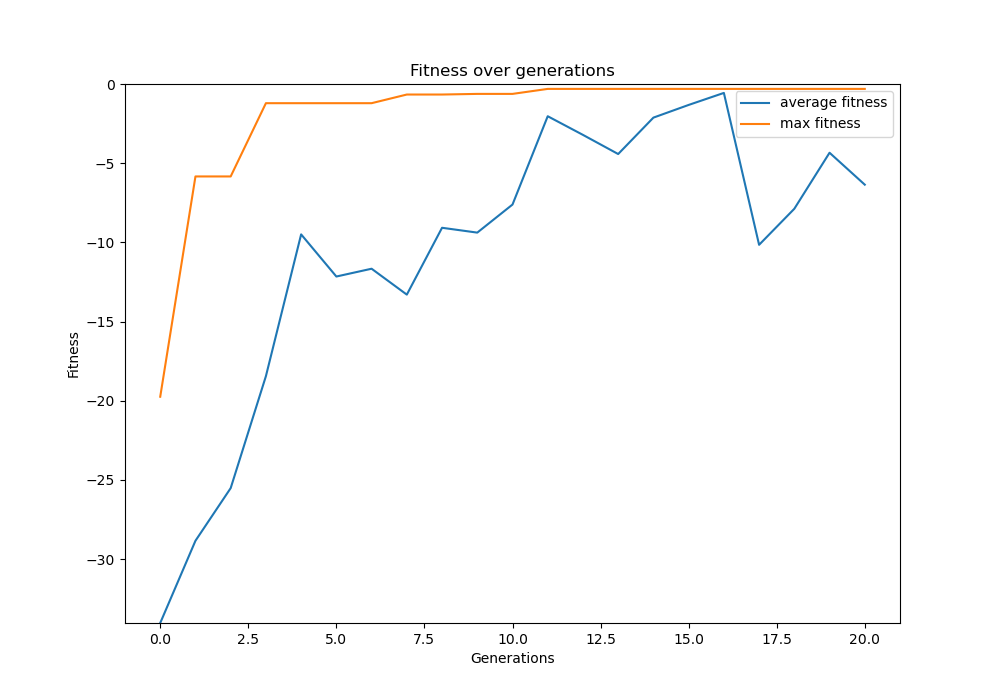 Fitness over generations
average fitness
max fitness
0
−5
−10
−15
−20
−25
−30
Fitness
0.0 2.5 5.0 7.5 10.0 12.5 15.0 17.5 20.0
Generations